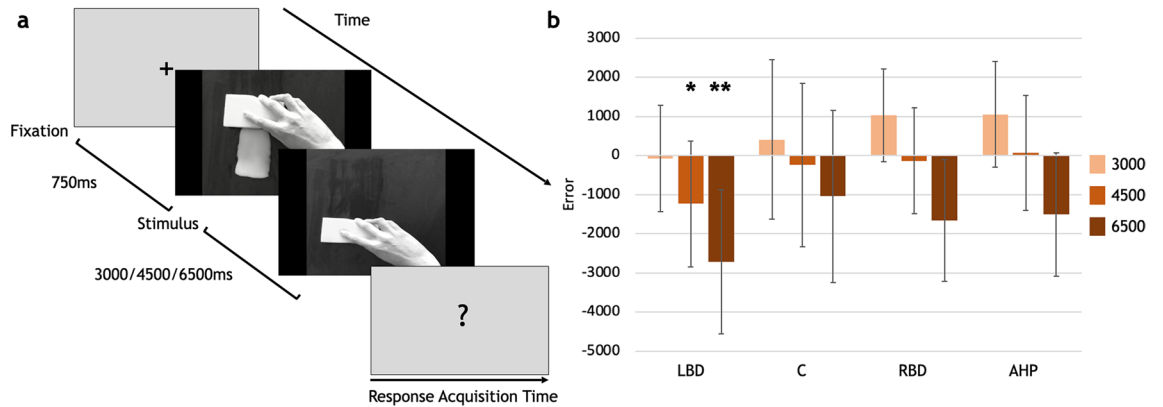 a
Time
+
Fixation
750ms
Stimulus
3000/4500/6500ms
?
Response Acquisition Time
b
3000
2000
1000
0
-1000
-2000
-3000
-4000
-5000
Error
* **
LBD C RBD AHP
3000
4500
6500